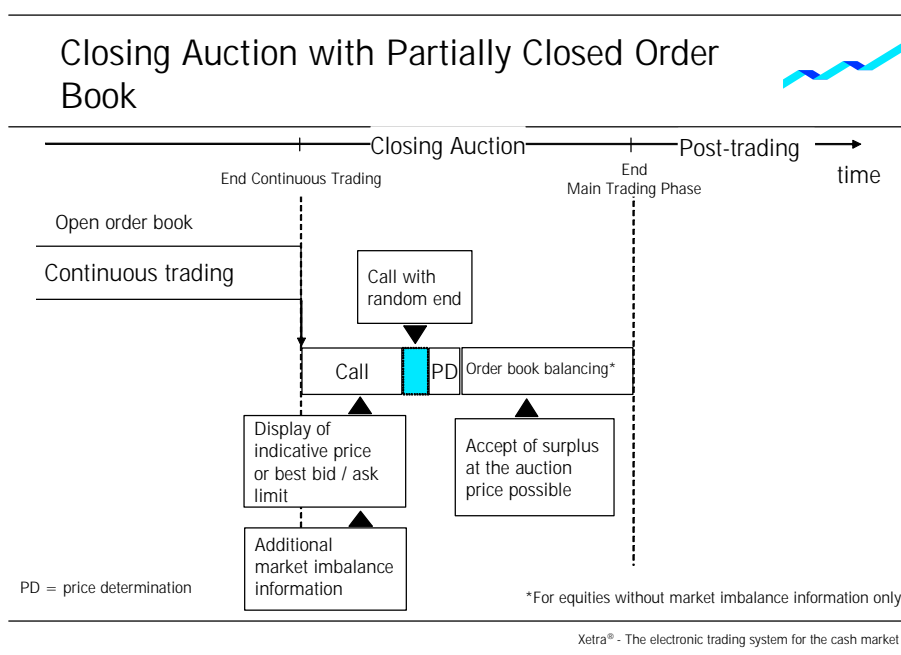 Closing Auction with Partially Closed Order
Book
Closing Auction
Post-trading
time
End Continuous Trading
End
Main Trading Phase
Open order book
Continuous trading
Call with
random end
Call
PD
Order book balancing*
Display of
indicative price
or best bid / ask
limit
Accept of surplus
at the auction
price possible
Additional
market imbalance
information
PD = price determination
*For equities without market imbalance information only
Xetra® - The electronic trading system for the cash market